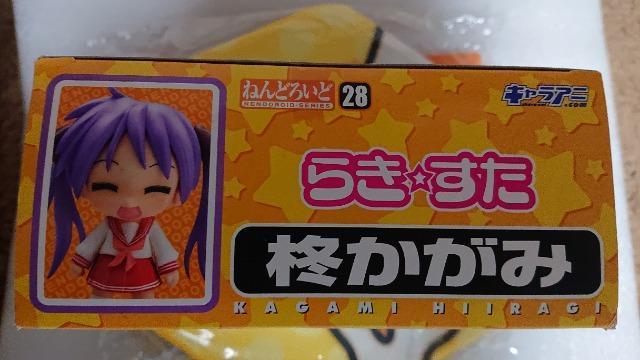 ねんどろいど 28
NENDOROID-SERIES
キャラアニ
.com
らき☆すた
柊かがみ
KAGAMI HIIRAGI